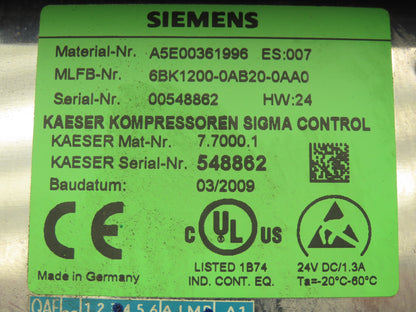 SIEMENS
Material-Nr. A5E00361996 ES:007
MLFB-Nr. 6BK1200-0AB20-0AA0
Serial-Nr. 00548862 HW:24
KAESER KOMPRESSOREN SIGMA CONTROL
KAESER Mat-Nr. 7.7000.1
KAESER Serial-Nr. 548862
Baudatum: 03/2009
CE
C UL US
LISTED 1B74
IND. CONT. EQ.
24V DC/1.3A
Ta=-20°C-60°C
Made in Germany